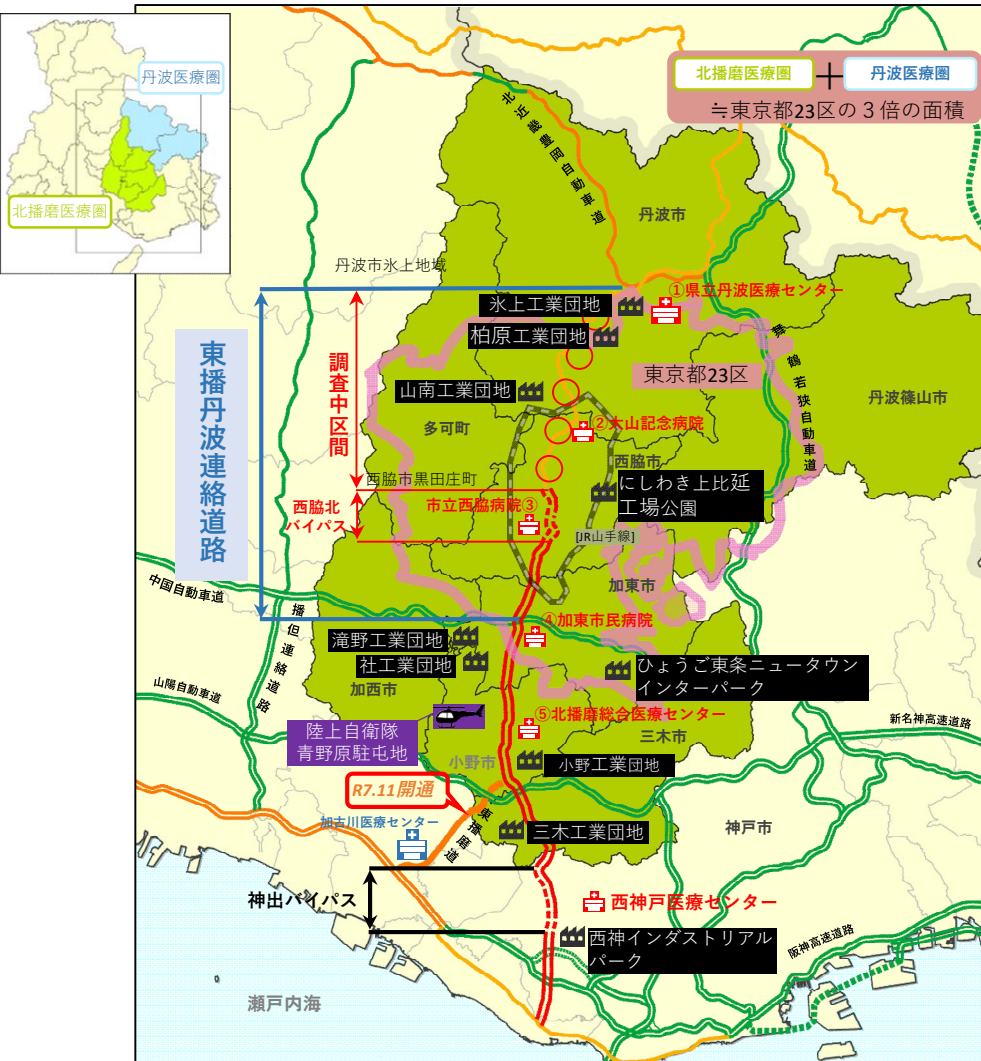 丹波医療圏
北播磨医療圏
北播磨医療圏
+
丹波医療圏
≒東京都23区の3倍の面積
北近畿豊岡自動車道
丹波市
丹波市氷上地域
①県立丹波医療センター
氷上工業団地
柏原工業団地
東播丹波連絡道路
調査中区間
東京都23区
舞鶴若狭自動車道
山南工業団地
丹波篠山市
多可町
②大山記念病院
西脇市
西脇市黒田庄町
にしわき上比延
工場公園
西脇北
バイパス
市立西脇病院③
[JR山手線]
中国自動車道
加東市
播但連絡道路
④加東市民病院
滝野工業団地
社工業団地
ひょうご東条ニュータウン
インターパーク
山陽自動車道
加西市
⑤北播磨総合医療センター
新名神高速道路
陸上自衛隊
青野原駐屯地
三木市
小野市
小野工業団地
R7.11開通
加古川医療センター
東播磨道
三木工業団地
神戸市
神出バイパス
西神戸医療センター
西神インダストリアル
パーク
阪神高速道路
瀬戸内海